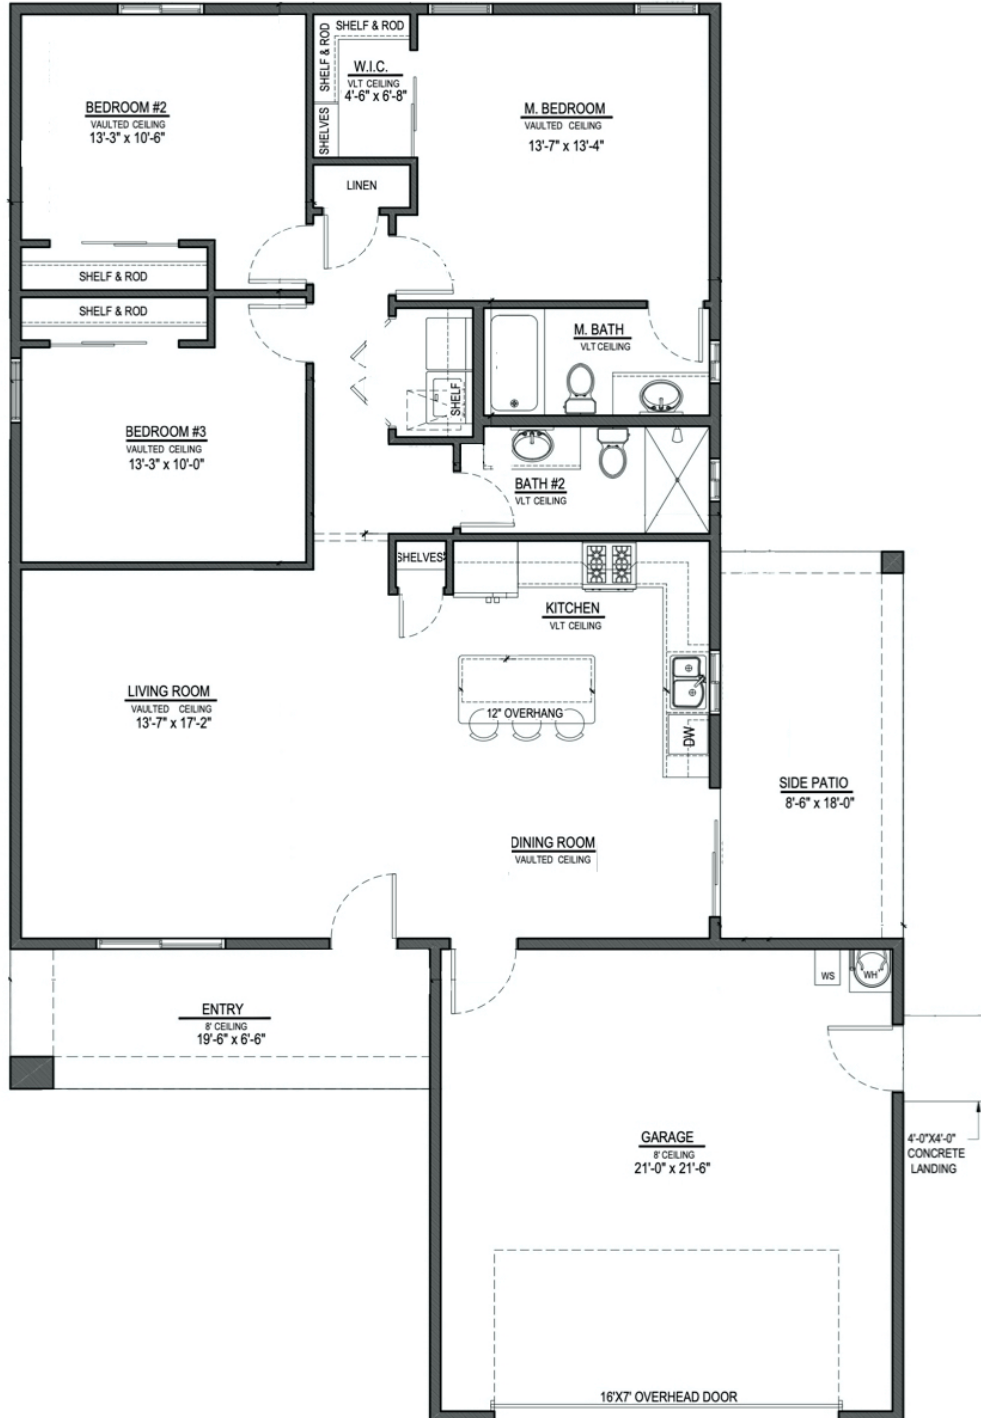 SHELF & ROD
SHELF & ROD
W.I.C.
VLT CEILING
4'-6" x 6'-8"
SHELVES
BEDROOM #2
VAULTED CEILING
13'-3" x 10'-6"
M. BEDROOM
VAULTED CEILING
13'-7" x 13'-4"
LINEN
SHELF & ROD
SHELF & ROD
M. BATH
VLT CEILING
SHELF
BEDROOM #3
VAULTED CEILING
13'-3" x 10'-0"
BATH #2
VLT CEILING
SHELVES
KITCHEN
VLT CEILING
LIVING ROOM
VAULTED CEILING
13'-7" x 17'-2"
12" OVERHANG
DW
SIDE PATIO
8'-6" x 18'-0"
DINING ROOM
VAULTED CEILING
WS
WH
ENTRY
8' CEILING
19'-6" x 6'-6"
GARAGE
8' CEILING
21'-0" x 21'-6"
4'-0"X4'-0"
CONCRETE
LANDING
16'X7' OVERHEAD DOOR